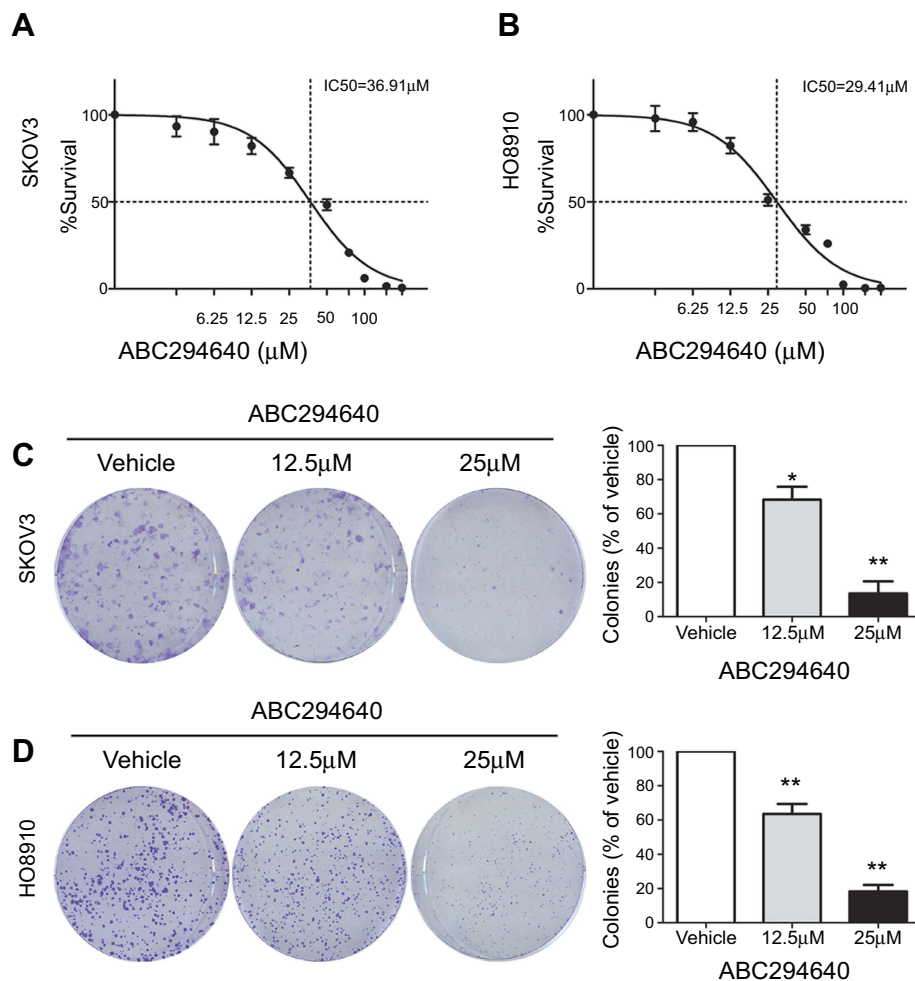 A
B
SKOV3
%Survival
IC50=36.91μM
100
50
0
6.25
12.5
25
50
100
ABC294640 (μM)
HO8910
%Survival
IC50=29.41μM
100
50
0
6.25
12.5
25
50
100
ABC294640 (μM)
C
SKOV3
ABC294640
Vehicle
12.5μM
25μM
Colonies (% of vehicle)
100
80
60
40
20
0
*
**
Vehicle
12.5μM
25μM
ABC294640
D
HO8910
ABC294640
Vehicle
12.5μM
25μM
Colonies (% of vehicle)
100
80
60
40
20
0
**
**
Vehicle
12.5μM
25μM
ABC294640